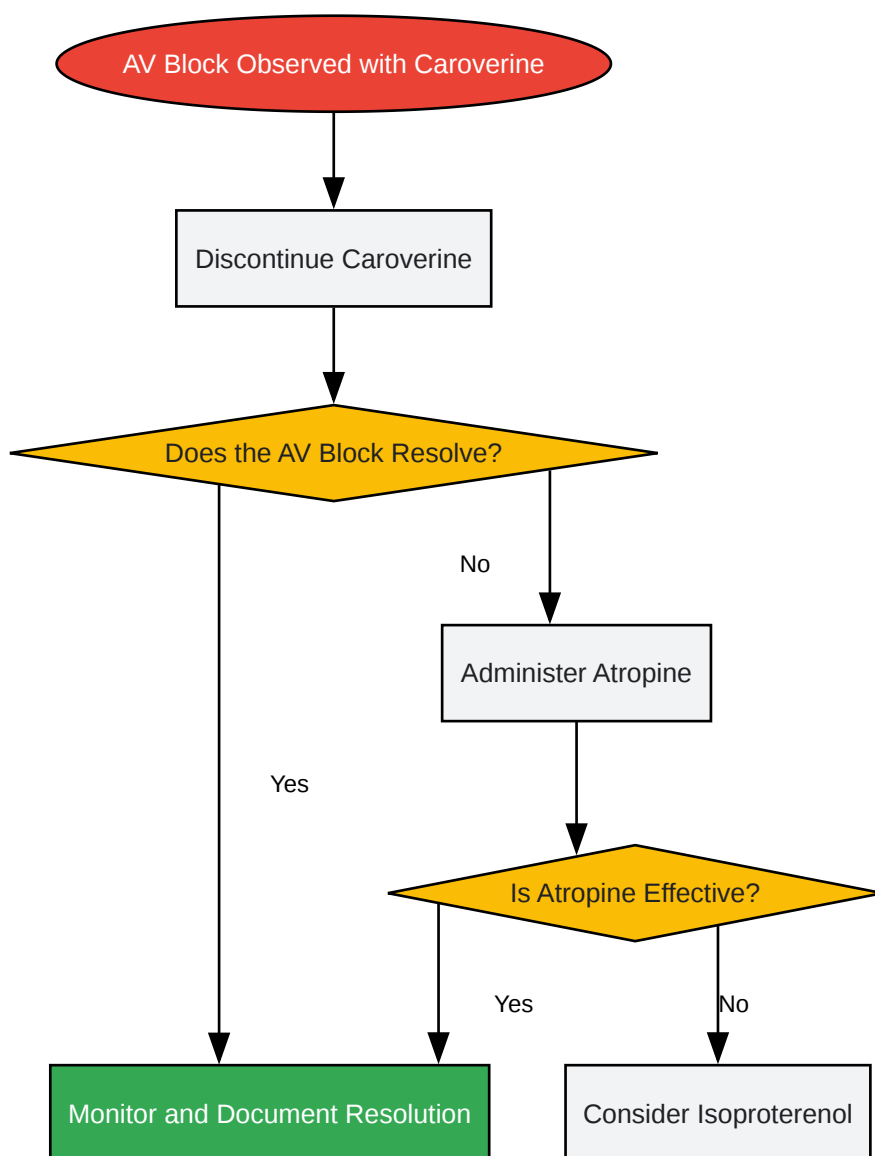 AV Block Observed with Caroverine
Discontinue Caroverine
Does the AV Block Resolve?
No
Administer Atropine
Yes
Is Atropine Effective?
Yes
No
Monitor and Document Resolution
Consider Isoproterenol